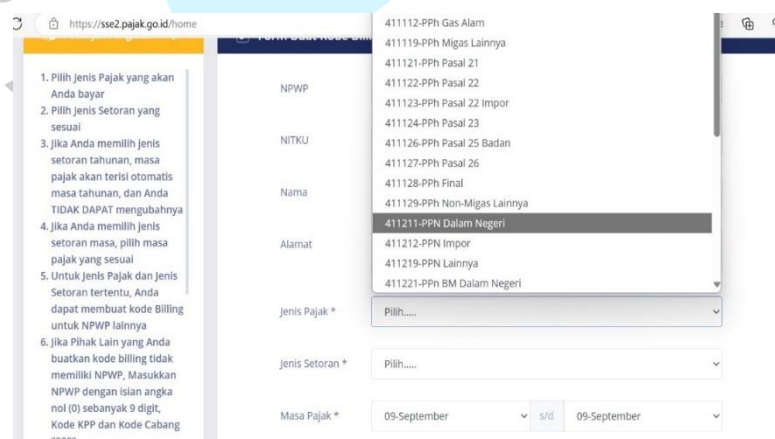 https://sse2.pajak.go.id/home
1. Pilih Jenis Pajak yang akan
Anda bayar
2. Pilih Jenis Setoran yang
sesuai
3. Jika Anda memilih jenis
setoran tahunan, masa
pajak akan terisi otomatis
masa tahunan, dan Anda
TIDAK DAPAT mengubahnya
4. Jika Anda memilih jenis
setoran masa, pilih masa
pajak yang sesuai
5. Untuk Jenis Pajak dan Jenis
Setoran tertentu, Anda
dapat membuat kode Billing
untuk NPWP lainnya
6. Jika Pihak Lain yang Anda
buatkan kode billing tidak
memiliki NPWP, Masukkan
NPWP dengan isian angka
nol (0) sebanyak 9 digit,
Kode KPP dan Kode Cabang
NPWP
NITKU
Nama
Alamat
411112-PPh Gas Alam
411119-PPh Migas Lainnya
411121-PPh Pasal 21
411122-PPh Pasal 22
411123-PPh Pasal 22 Impor
411124-PPh Pasal 23
411126-PPh Pasal 25 Badan
411127-PPh Pasal 26
411128-PPh Final
411129-PPh Non-Migas Lainnya
411211-PPN Dalam Negeri
411212-PPN Impor
411219-PPN Lainnya
411221-PPn BM Dalam Negeri
Jenis Pajak * Pilih.....
Jenis Setoran * Pilih.....
Masa Pajak * 09-September s/d 09-September